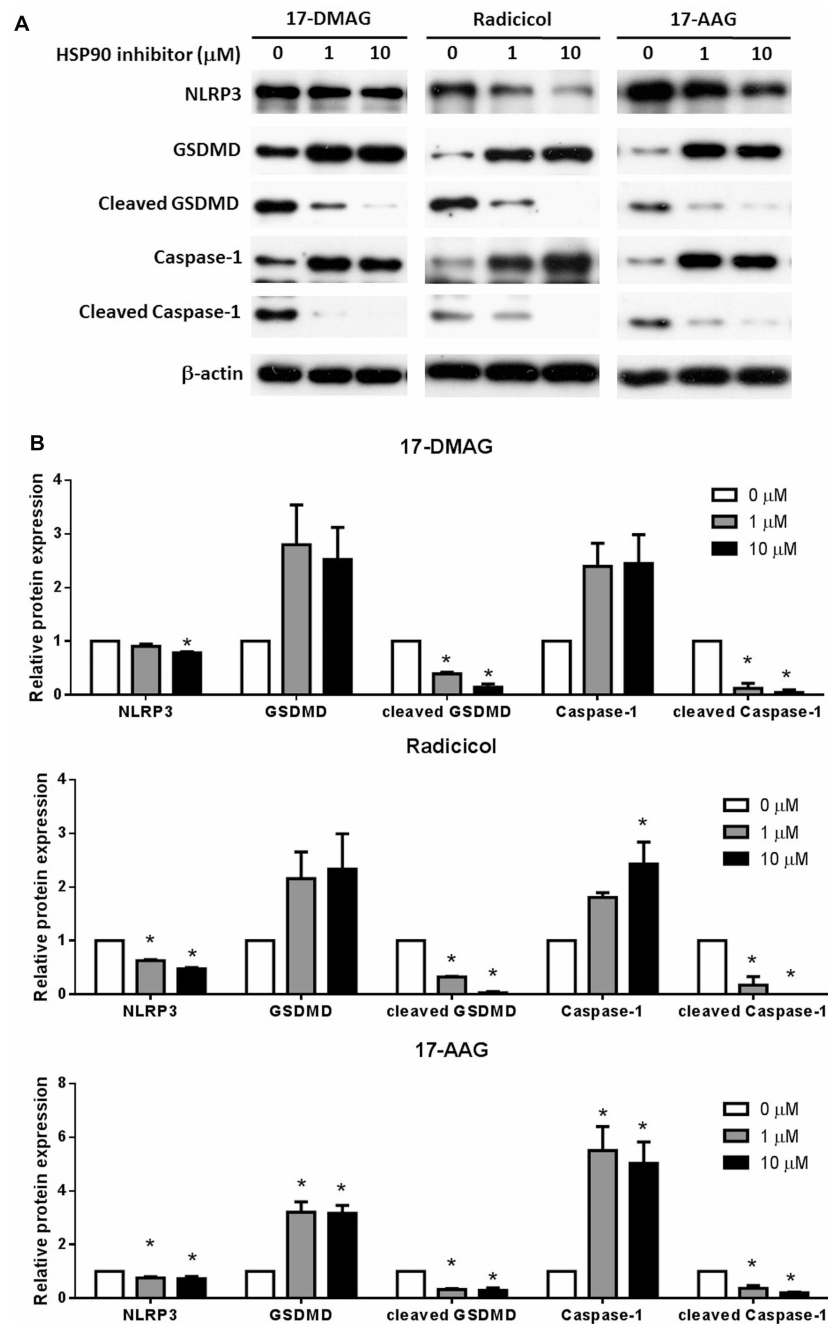 A
17-DMAG Radicicol 17-AAG
HSP90 inhibitor (μM) 0 1 10 0 1 10 0 1 10
NLRP3
GSDMD
Cleaved GSDMD
Caspase-1
Cleaved Caspase-1
β-actin
B
17-DMAG
Relative protein expression
4
3
2
1
0
0 μM
1 μM
10 μM
* * * * *
NLRP3 GSDMD cleaved GSDMD Caspase-1 cleaved Caspase-1
Radicicol
Relative protein expression
4
3
2
1
0
0 μM
1 μM
10 μM
* * * * * * *
NLRP3 GSDMD cleaved GSDMD Caspase-1 cleaved Caspase-1
17-AAG
Relative protein expression
8
6
4
2
0
0 μM
1 μM
10 μM
* * * * * * * * * *
NLRP3 GSDMD cleaved GSDMD Caspase-1 cleaved Caspase-1